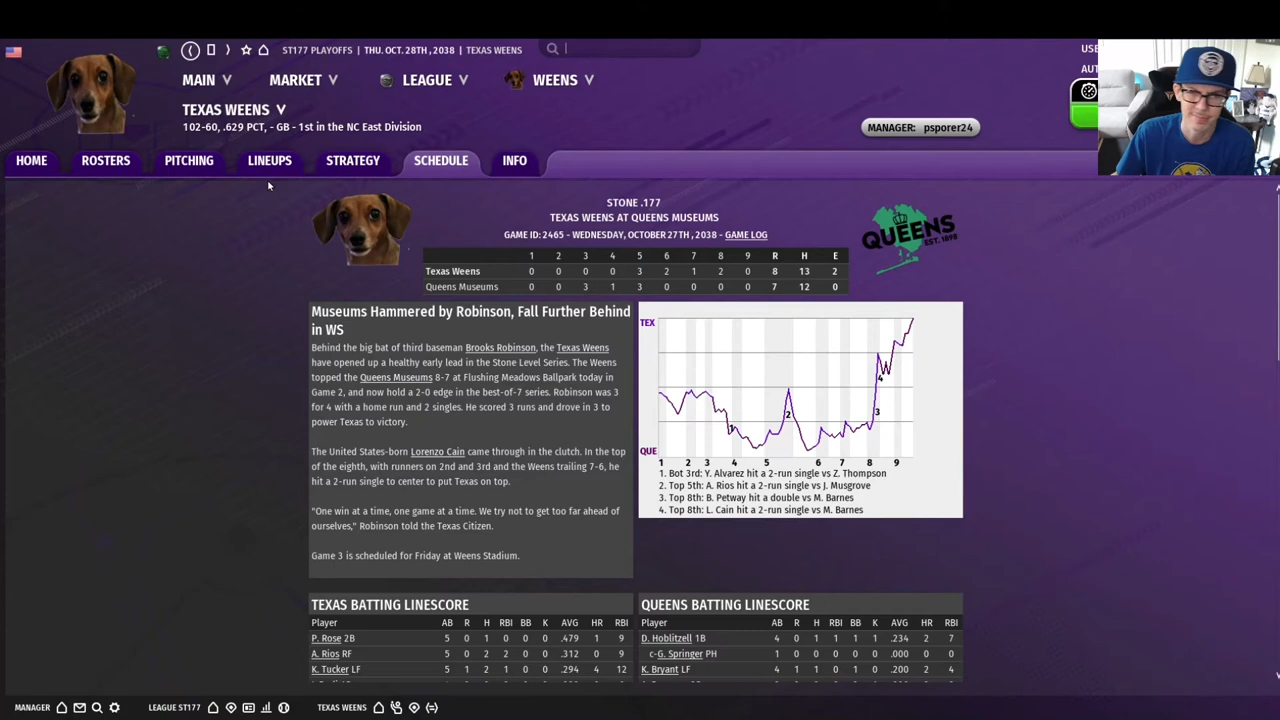 ST177 PLAYOFFS | THU. OCT. 28TH, 2038 | TEXAS WEENS
USE
MAIN MARKET LEAGUE WEENS
AUT
TEXAS WEENS
102-60, .629 PCT, - GB - 1st in the NC East Division
MANAGER: psporer24
HOME ROSTERS PITCHING LINEUPS STRATEGY SCHEDULE INFO
STONE .177
TEXAS WEENS AT QUEENS MUSEUMS
GAME ID: 2465 - WEDNESDAY, OCTOBER 27TH, 2038 - GAME LOG
QUEENS
EST. 1898
1 2 3 4 5 6 7 8 9 R H E
Texas Weens 0 0 0 0 3 2 1 2 0 8 13 2
Queens Museums 0 0 3 1 3 0 0 0 0 7 12 0
Museums Hammered by Robinson, Fall Further Behind
in WS
Behind the big bat of third baseman Brooks Robinson, the Texas Weens
have opened up a healthy early lead in the Stone Level Series. The Weens
topped the Queens Museums 8-7 at Flushing Meadows Ballpark today in
Game 2, and now hold a 2-0 edge in the best-of-7 series. Robinson was 3
for 4 with a home run and 2 singles. He scored 3 runs and drove in 3 to
power Texas to victory.
The United States-born Lorenzo Cain came through in the clutch. In the top
of the eighth, with runners on 2nd and 3rd and the Weens trailing 7-6, he
hit a 2-run single to center to put Texas on top.
"One win at a time, one game at a time. We try not to get too far ahead of
ourselves," Robinson told the Texas Citizen.
Game 3 is scheduled for Friday at Weens Stadium.
TEX
4
3
2
1
QUE
1 2 3 4 5 6 7 8 9
1. Bot 3rd: Y. Alvarez hit a 2-run single vs Z. Thompson
2. Top 5th: A. Rios hit a 2-run single vs J. Musgrove
3. Top 8th: B. Petway hit a double vs M. Barnes
4. Top 8th: L. Cain hit a 2-run single vs M. Barnes
TEXAS BATTING LINESCORE
Player AB R H RBI BB K AVG HR RBI
P. Rose 2B 5 0 1 0 0 0 .479 1 9
A. Rios RF 5 0 2 2 0 0 .312 0 9
K. Tucker LF 5 1 2 1 0 0 .294 4 12
QUEENS BATTING LINESCORE
Player AB R H RBI BB K AVG HR RBI
D. Hoblitzell 1B 4 0 1 1 1 1 .234 2 7
c-G. Springer PH 0 0 0 0 0 0 .000 0 0
K. Bryant LF 4 1 1 0 1 0 .200 2 4
MANAGER LEAGUE ST177 TEXAS WEENS